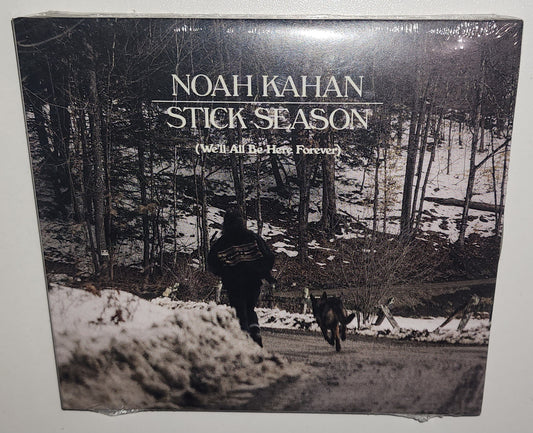 NOAH KAHAN
STICK SEASON
(We'll All Be Here Forever)